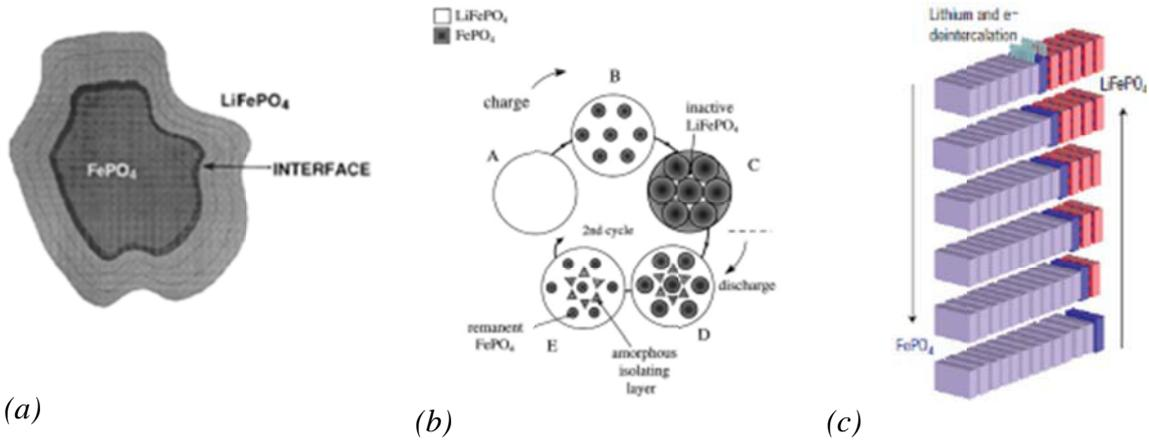 LiFePO4
FePO4
INTERFACE
(a)
LiFePO4
FePO4
charge
A
B
inactive
LiFePO4
C
discharge
D
2nd cycle
E
remanent
FePO4
amorphous
isolating
layer
(b)
Lithium and e-
deintercalation
LiFePO4
FePO4
(c)